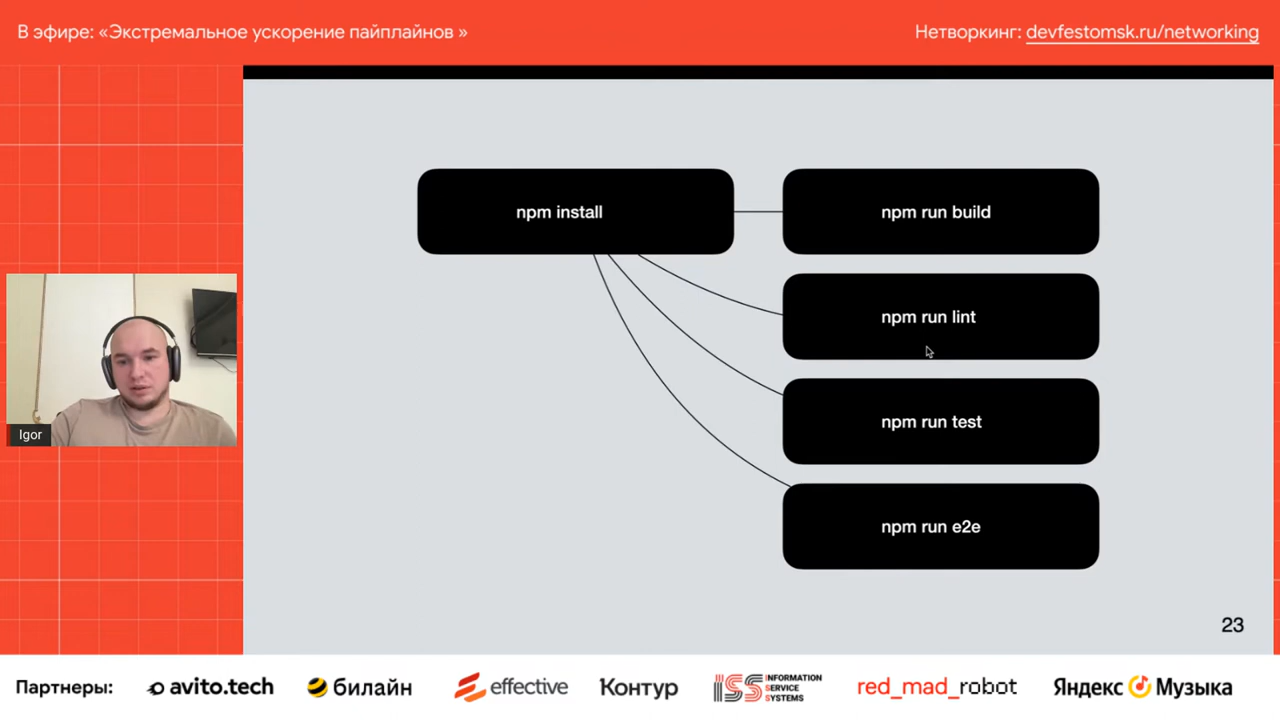 В эфире: «Экстремальное ускорение пайплайнов »
Нетворкинг: devfestomsk.ru/networking
npm install
npm run build
npm run lint
npm run test
npm run e2e
Igor
23
Партнеры:
avito.tech
билайн
effective
Контур
ISS INFORMATION
SERVICE
SYSTEMS
red_mad_robot
Яндекс Музыка